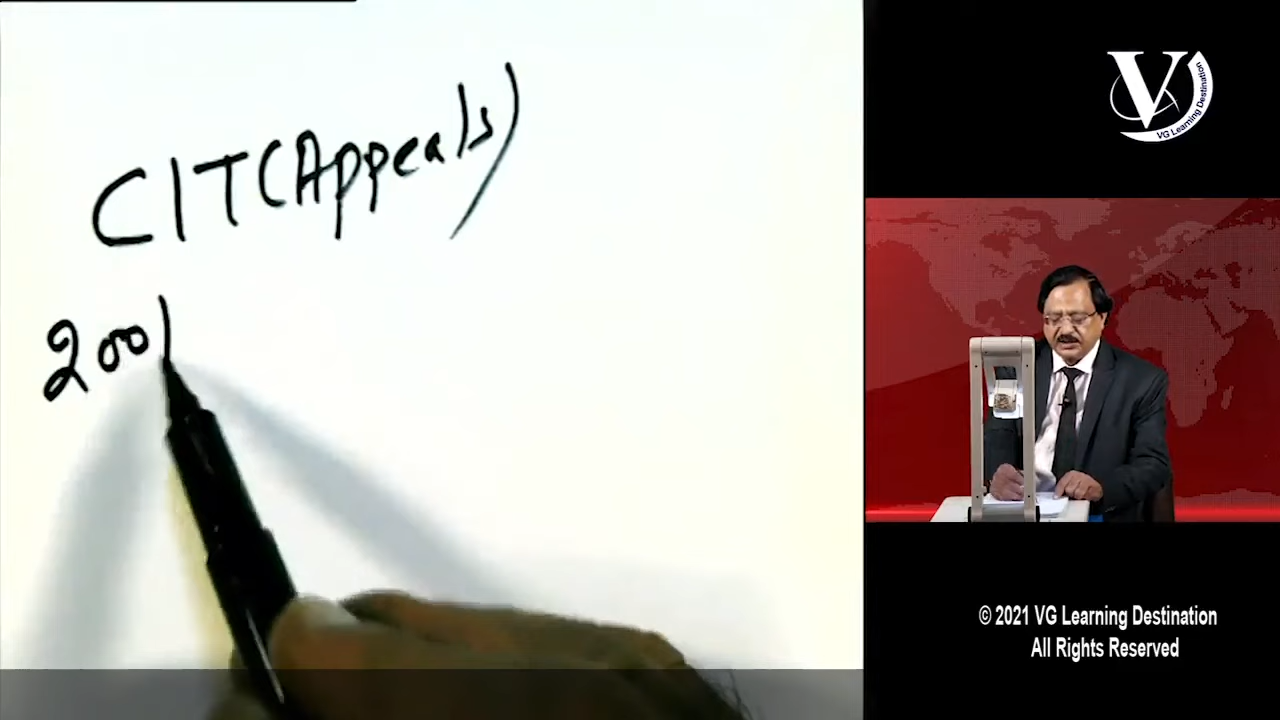 CIT(Appeals)
2001
V
VG Learning Destination
© 2021 VG Learning Destination
All Rights Reserved